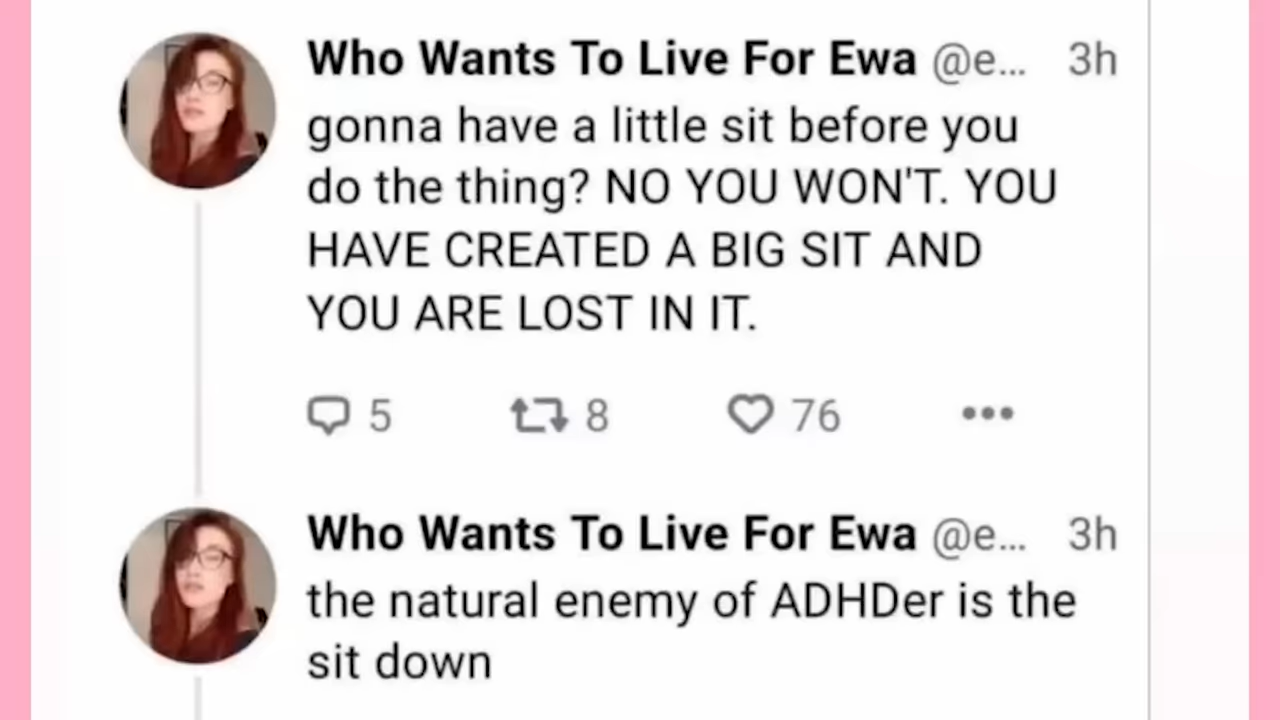 Who Wants To Live For Ewa @e... 3h
gonna have a little sit before you
do the thing? NO YOU WON'T. YOU
HAVE CREATED A BIG SIT AND
YOU ARE LOST IN IT.
5 8 76
Who Wants To Live For Ewa @e... 3h
the natural enemy of ADHDer is the
sit down